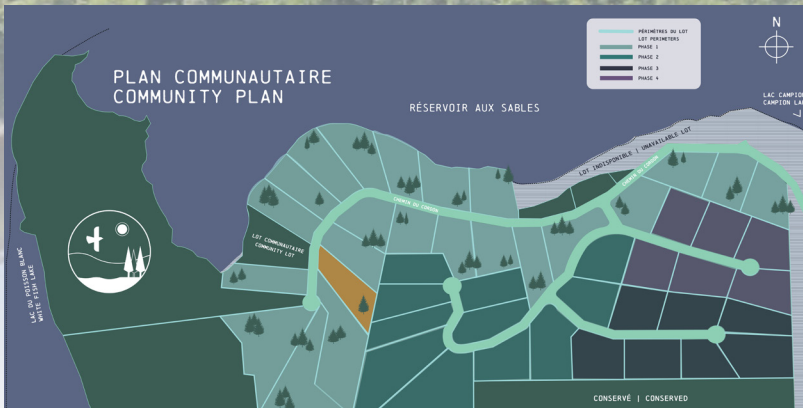 PLAN COMMUNAUTAIRE
COMMUNITY PLAN
PÉRIMÈTRES DU LOT
LOT PERIMETERS
PHASE 1
PHASE 2
PHASE 3
PHASE 4
N
RÉSERVOIR AUX SABLES
LAC CAMPION
CAMPION LAKE
LOT INDISPONIBLE | UNAVAILABLE LOT
CHEMIN DU CORDON
CHEMIN DU CORDON
LOT COMMUNAUTAIRE
COMMUNITY LOT
LAC DU POISSON BLANC
WHITE FISH LAKE
CONSERVÉ | CONSERVED